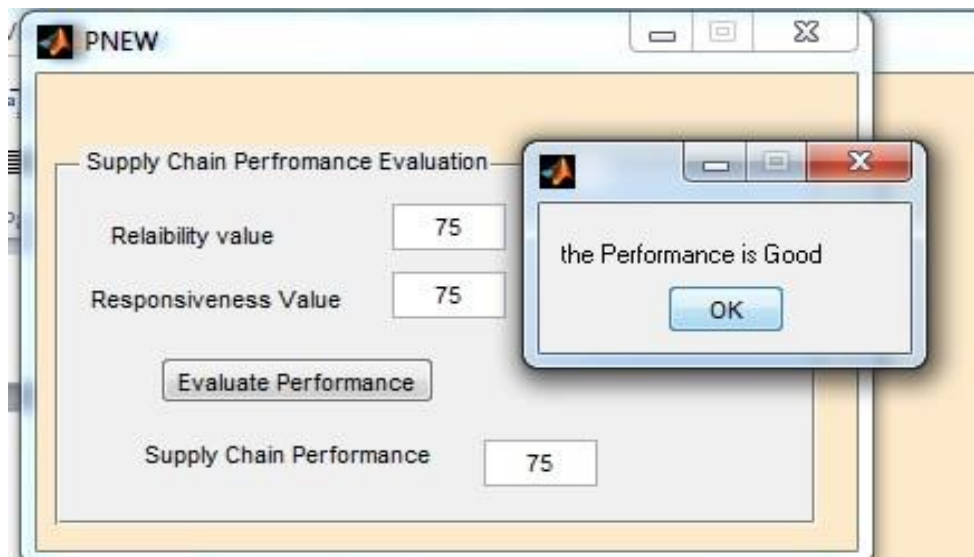 PNEW
Supply Chain Perfromance Evaluation
Relaibility value 75
Responsiveness Value 75
Evaluate Performance
Supply Chain Performance 75
the Performance is Good
OK